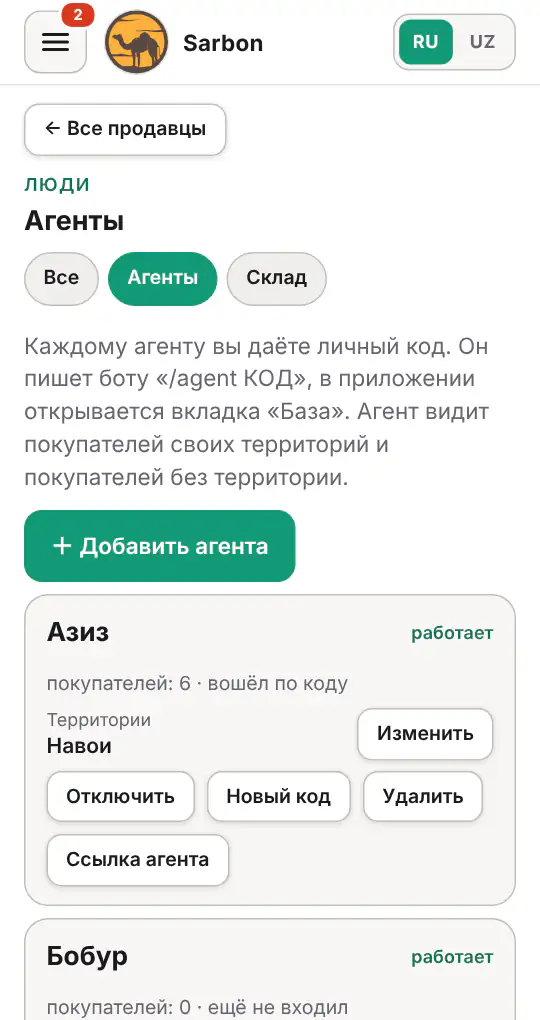 2
Sarbon
RU UZ
← Все продавцы
ЛЮДИ
Агенты
Все Агенты Склад
Каждому агенту вы даёте личный код. Он
пишет боту «/agent КОД», в приложении
открывается вкладка «База». Агент видит
покупателей своих территорий и
покупателей без территории.
+ Добавить агента
Азиз работает
покупателей: 6 · вошёл по коду
Территории
Навои
Изменить
Отключить Новый код Удалить
Ссылка агента
Бобур работает
покупателей: 0 · ещё не входил